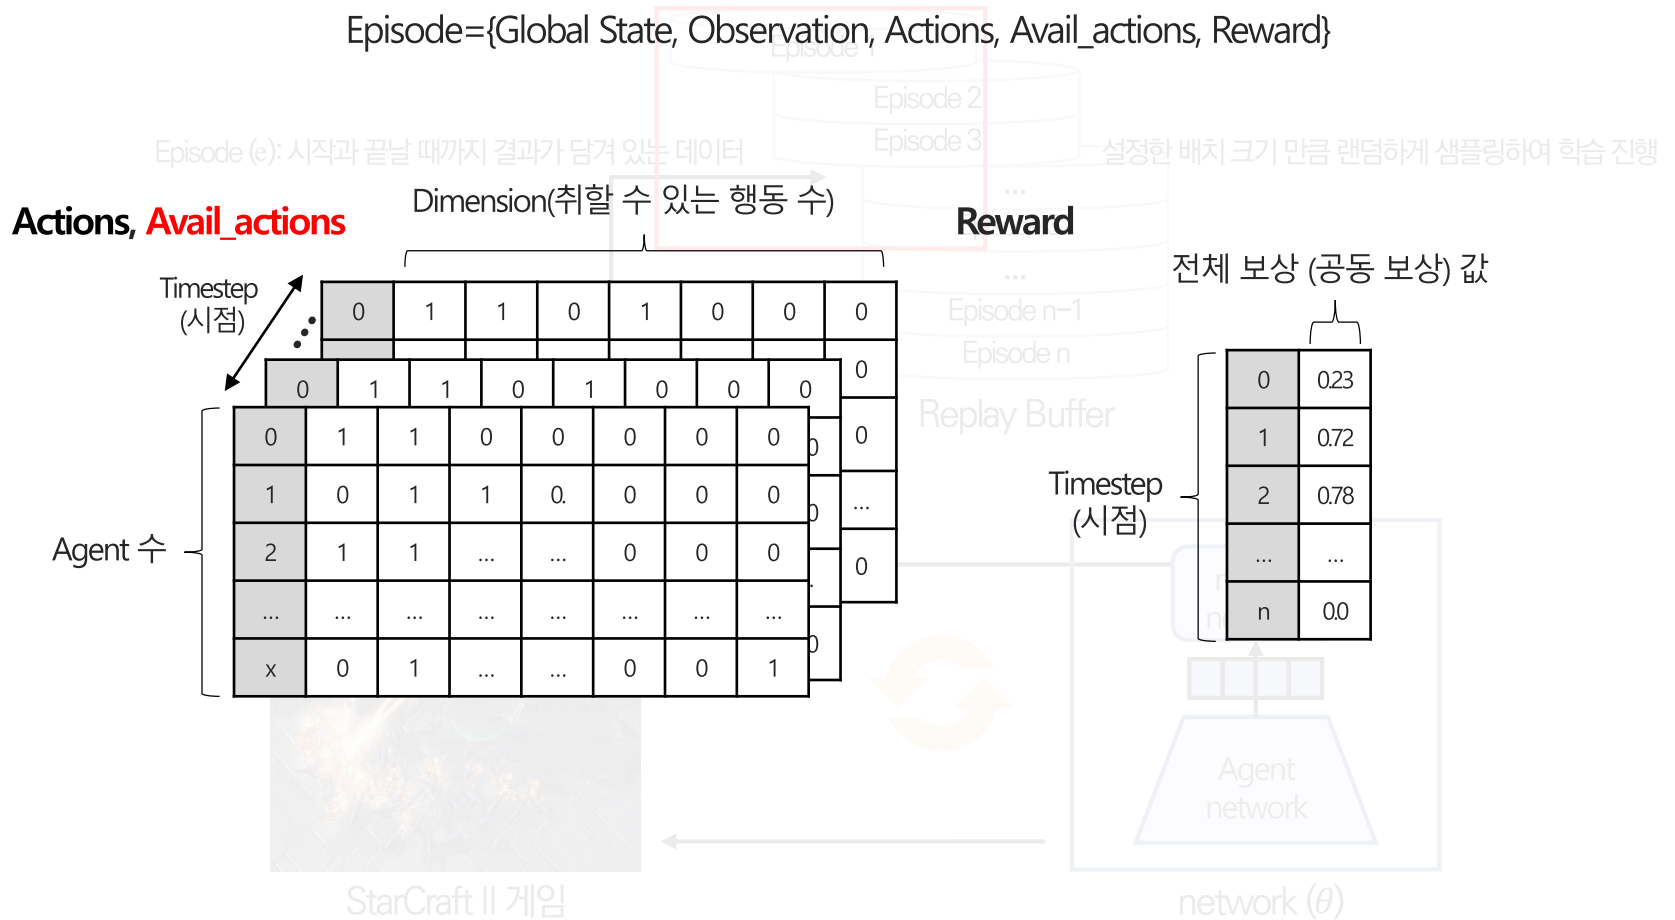 Episode={Global State, Observation, Actions, Avail_actions, Reward}
Episode 1
Episode 2
Episode 3
Episode (e): 시작과 끝날 때까지 결과가 담겨 있는 데이터
설정한 배치 크기 만큼 랜덤하게 샘플링하여 학습 진행
...
Dimension(취할 수 있는 행동 수)
Actions, Avail_actions
Reward
...
전체 보상 (공동 보상) 값
Timestep
(시점)
0 1 1 0 1 0 0 0
Episode n-1
Episode n
0
0 1 1 0 1 0 0 0
Replay Buffer
0 1 1 0 0 0 0 0
0
0
1 0 1 1 0. 0 0 0
0
...
2 1 1 ... ... 0 0 0
0
... ... ... ... ... ... ... ...
x 0 1 ... ... 0 0 1
0
Agent 수
Timestep
(시점)
0 0.23
1 0.72
2 0.78
... ...
n 0.0
Agent
network
StarCraft II 게임
network (θ)